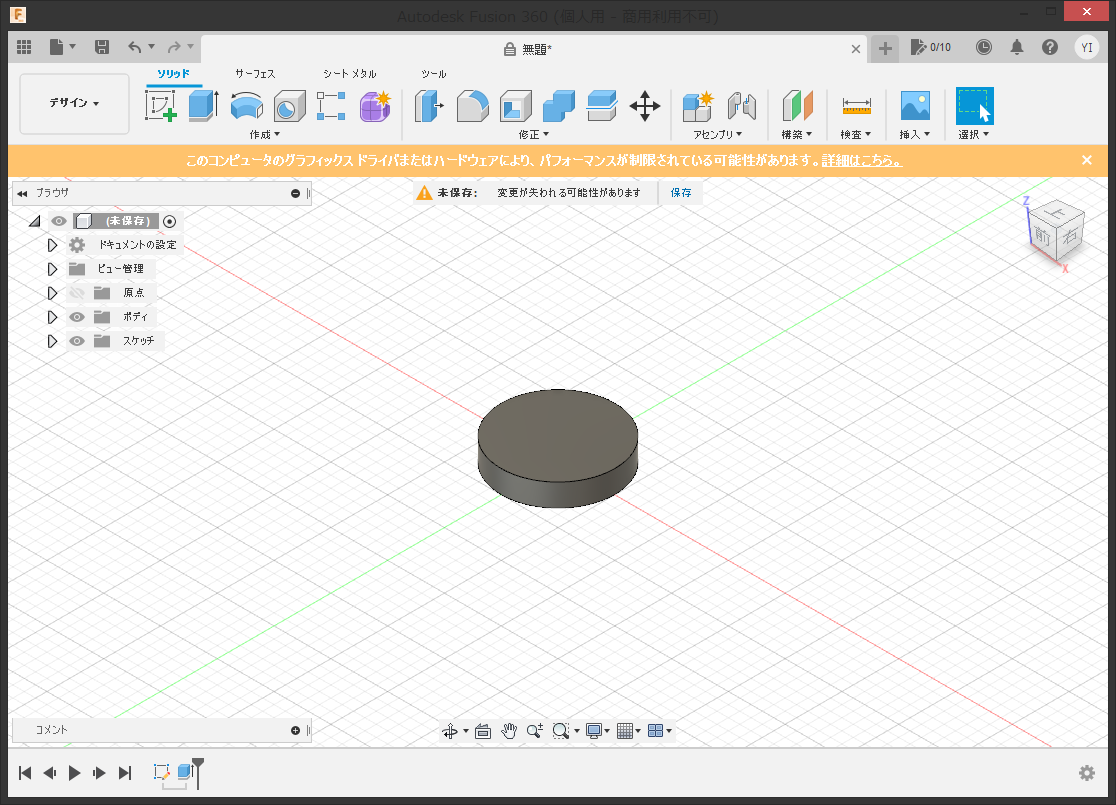 Autodesk Fusion 360 (個人用 - 商用利用不可)
無題*
0/10
YI
デザイン
ソリッド サーフェス シート メタル ツール
作成 修正 アセンブリ 構築 検査 挿入 選択
このコンピュータのグラフィックス ドライバまたはハードウェアにより、パフォーマンスが制限されている可能性があります。詳細はこちら。
ブラウザ
未保存: 変更が失われる可能性があります 保存
(未保存)
ドキュメントの設定
ビュー管理
原点
ボディ
スケッチ
Z
上
前 右
X
コメント